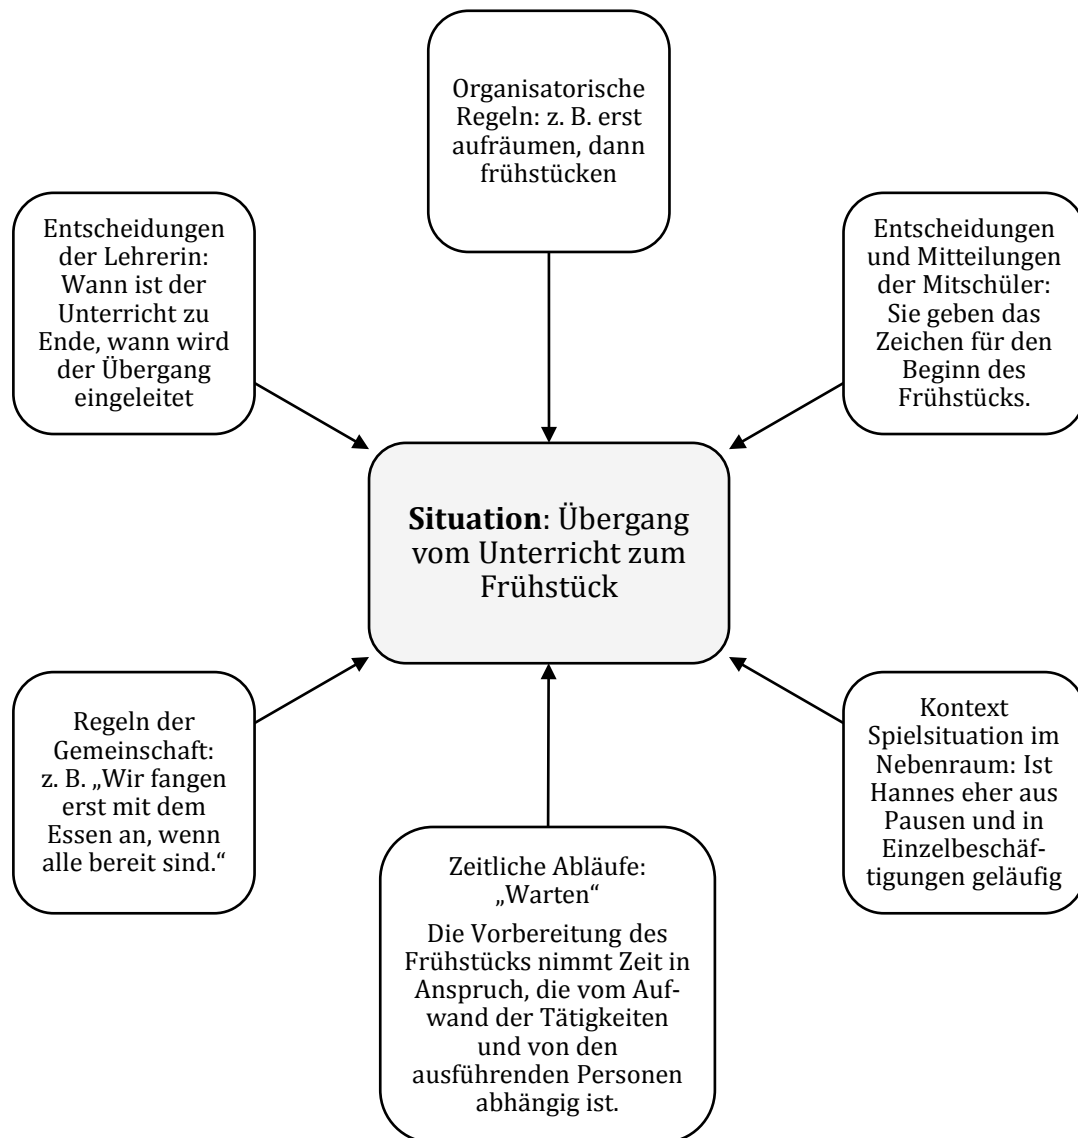 Organisatorische
Regeln: z. B. erst
aufräumen, dann
frühstücken
Entscheidungen
der Lehrerin:
Wann ist der
Unterricht zu
Ende, wann wird
der Übergang
eingeleitet
Entscheidungen
und Mitteilungen
der Mitschüler:
Sie geben das
Zeichen für den
Beginn des
Frühstücks.
Situation: Übergang
vom Unterricht zum
Frühstück
Regeln der
Gemeinschaft:
z. B. „Wir fangen
erst mit dem
Essen an, wenn
alle bereit sind.“
Kontext
Spielsituation im
Nebenraum: Ist
Hannes eher aus
Pausen und in
Einzelbeschäf-
tigungen geläufig
Zeitliche Abläufe:
„Warten“
Die Vorbereitung des
Frühstücks nimmt Zeit in
Anspruch, die vom Auf-
wand der Tätigkeiten
und von den
ausführenden Personen
abhängig ist.